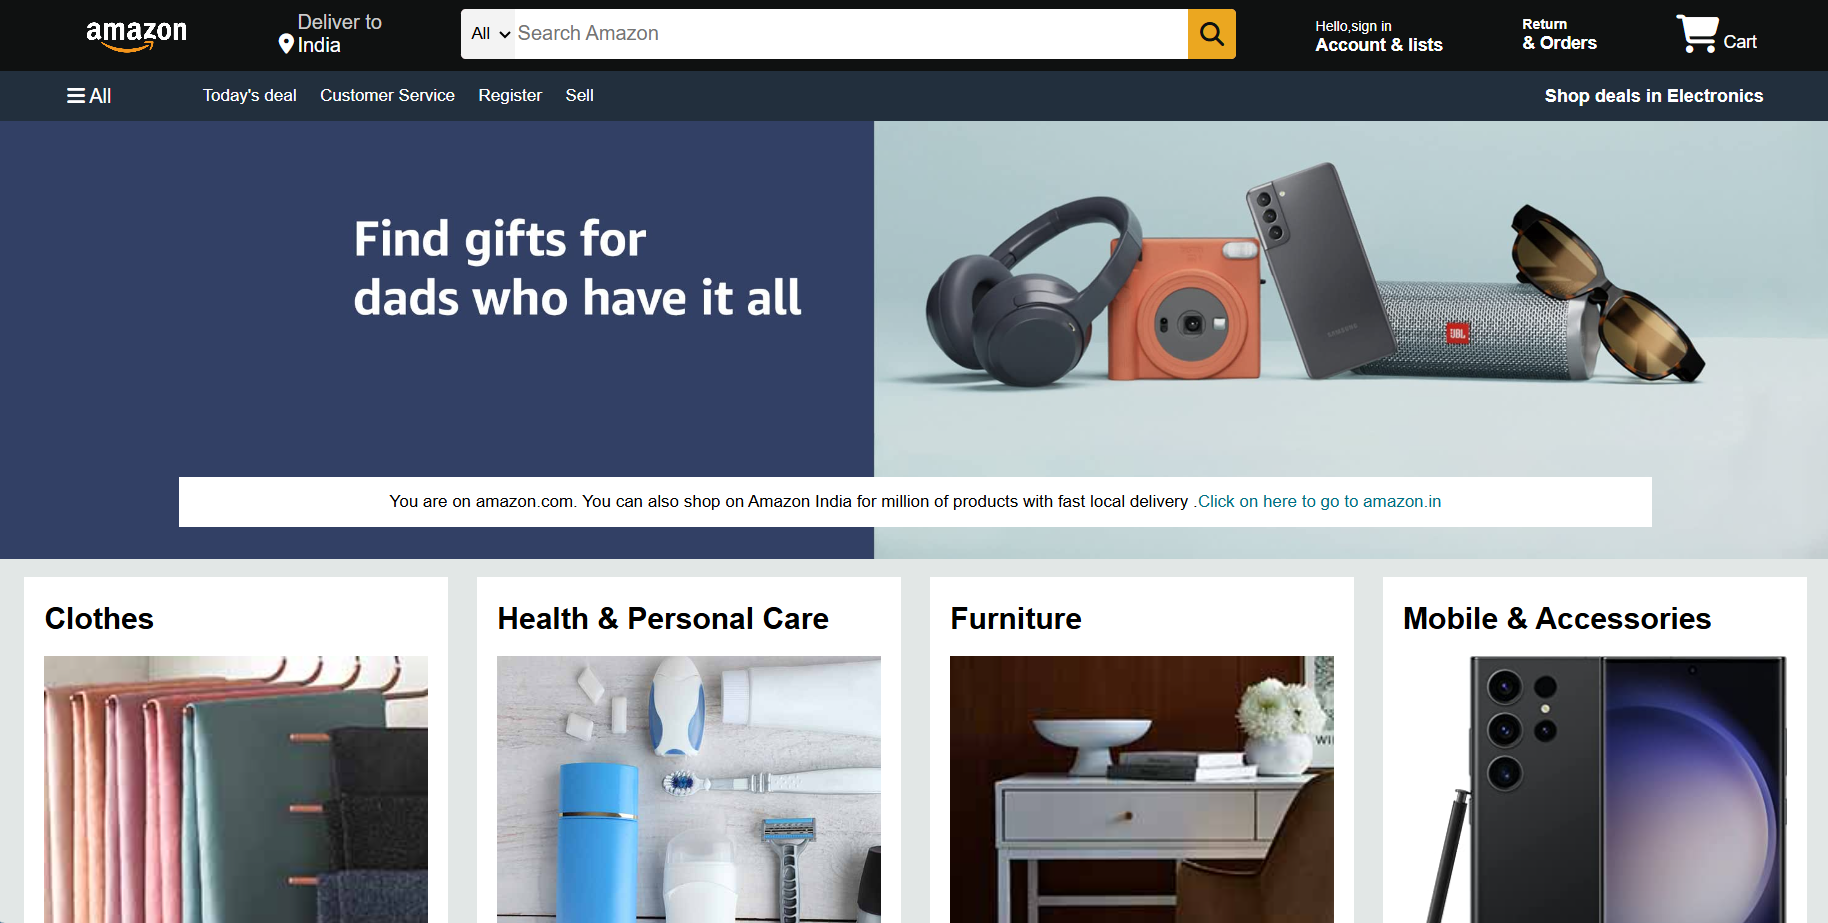 amazon
Deliver to
India
All
Search Amazon
Hello,sign in
Account & lists
Return
& Orders
Cart
All
Today's deal
Customer Service
Register
Sell
Shop deals in Electronics
Find gifts for
dads who have it all
SAMSUNG
JBL
You are on amazon.com. You can also shop on Amazon India for million of products with fast local delivery .Click on here to go to amazon.in
Clothes
Health & Personal Care
Furniture
Mobile & Accessories